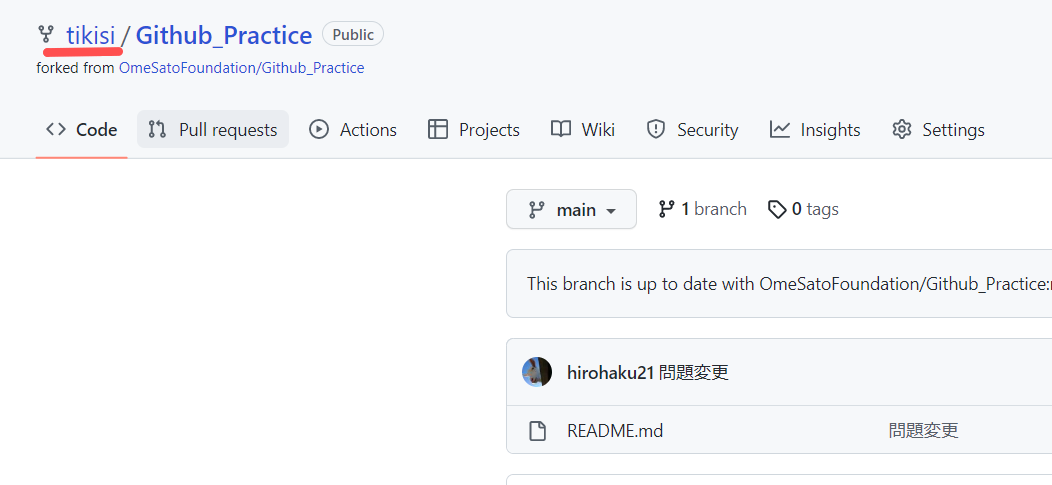 tikisi / Github_Practice Public
forked from OmeSatoFoundation/Github_Practice
Code Pull requests Actions Projects Wiki Security Insights Settings
main 1 branch 0 tags
This branch is up to date with OmeSatoFoundation/Github_Practice:
hirohaku21 問題変更
README.md 問題変更